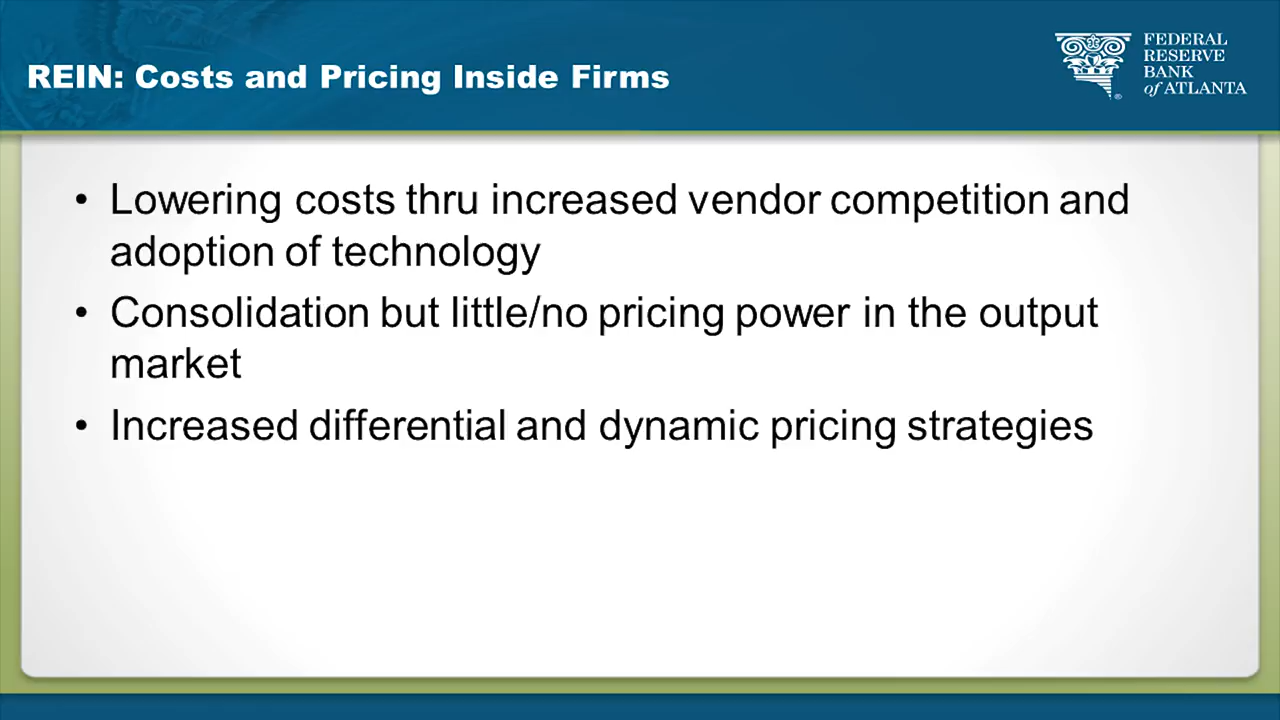 REIN: Costs and Pricing Inside Firms
FEDERAL
RESERVE
BANK
of ATLANTA
®
• Lowering costs thru increased vendor competition and
adoption of technology
• Consolidation but little/no pricing power in the output
market
• Increased differential and dynamic pricing strategies